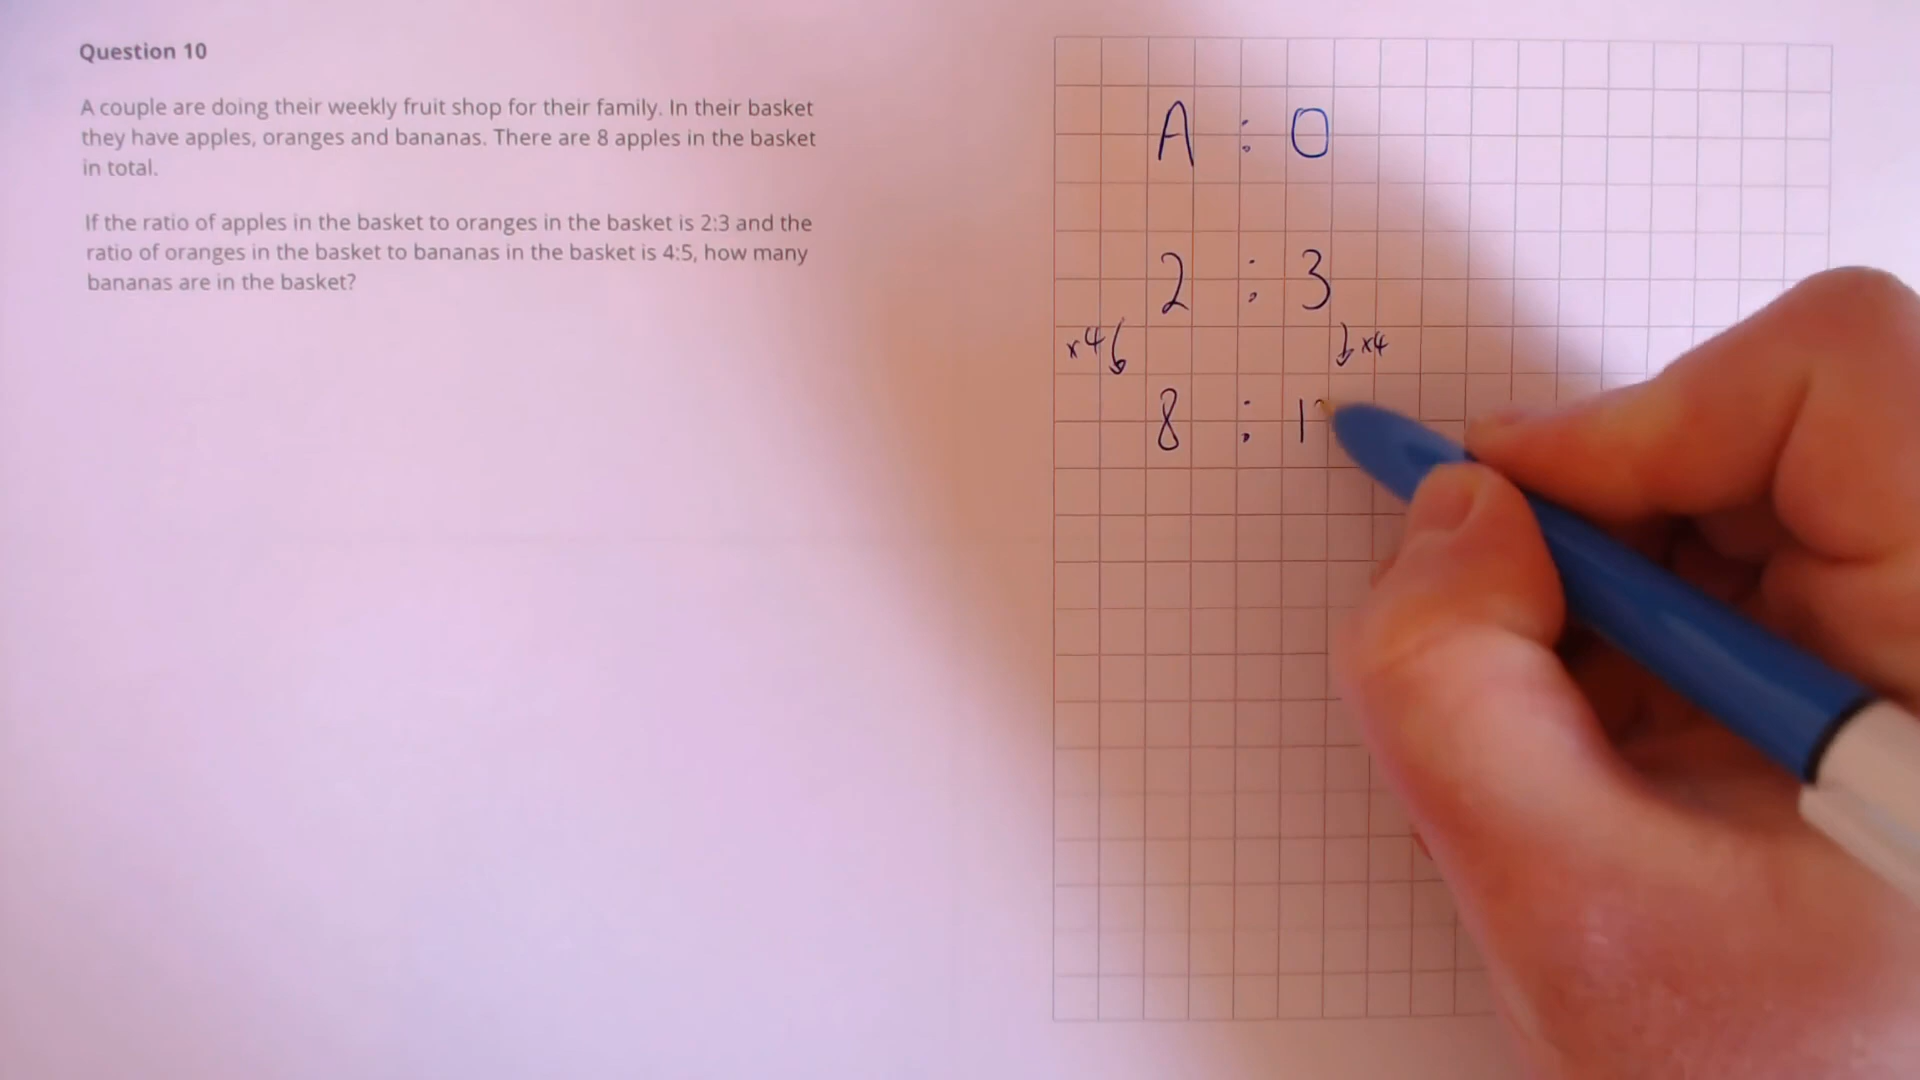 Question 10
A couple are doing their weekly fruit shop for their family. In their basket
they have apples, oranges and bananas. There are 8 apples in the basket
in total.
If the ratio of apples in the basket to oranges in the basket is 2:3 and the
ratio of oranges in the basket to bananas in the basket is 4:5, how many
bananas are in the basket?
A : O
2 : 3
x4 x4
8 : 1